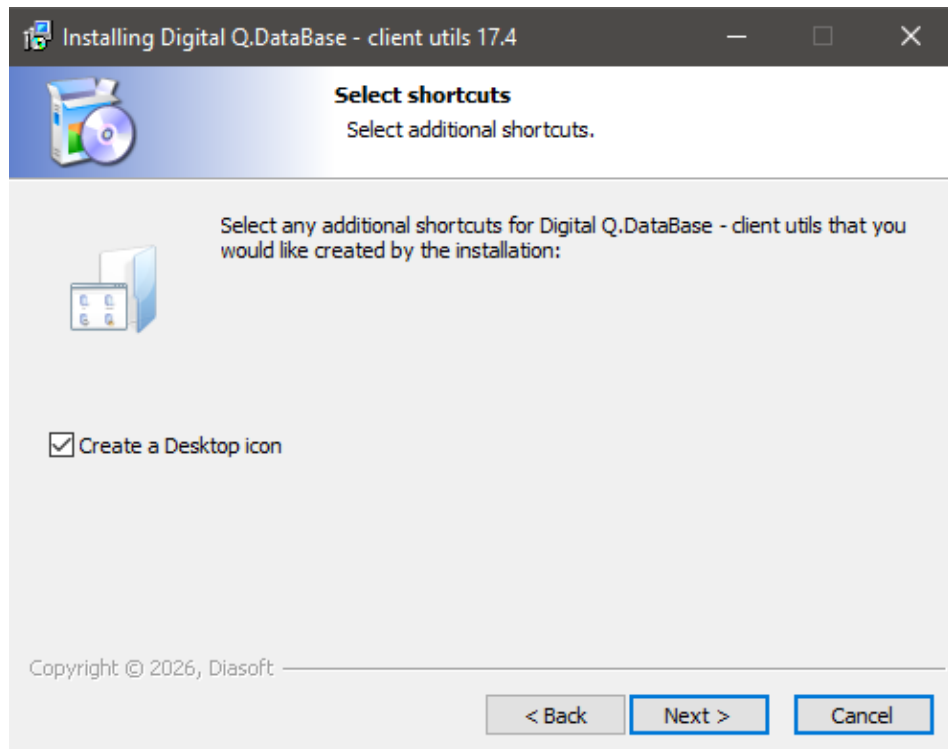 Installing Digital Q.DataBase - client utils 17.4
Select shortcuts
Select additional shortcuts.
Select any additional shortcuts for Digital Q.DataBase - client utils that you
would like created by the installation:
Create a Desktop icon
Copyright © 2026, Diasoft
< Back
Next >
Cancel